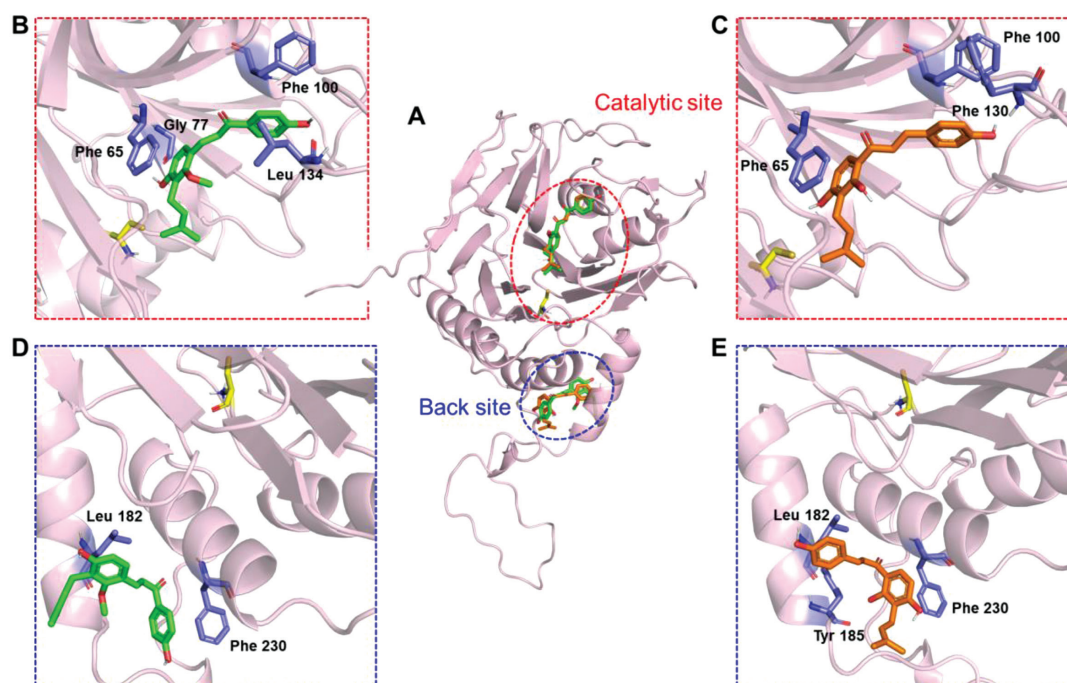 B
Phe 100
Gly 77
Phe 65
Leu 134
A
Catalytic site
Back site
C
Phe 100
Phe 130
Phe 65
D
Leu 182
Phe 230
E
Leu 182
Phe 230
Tyr 185